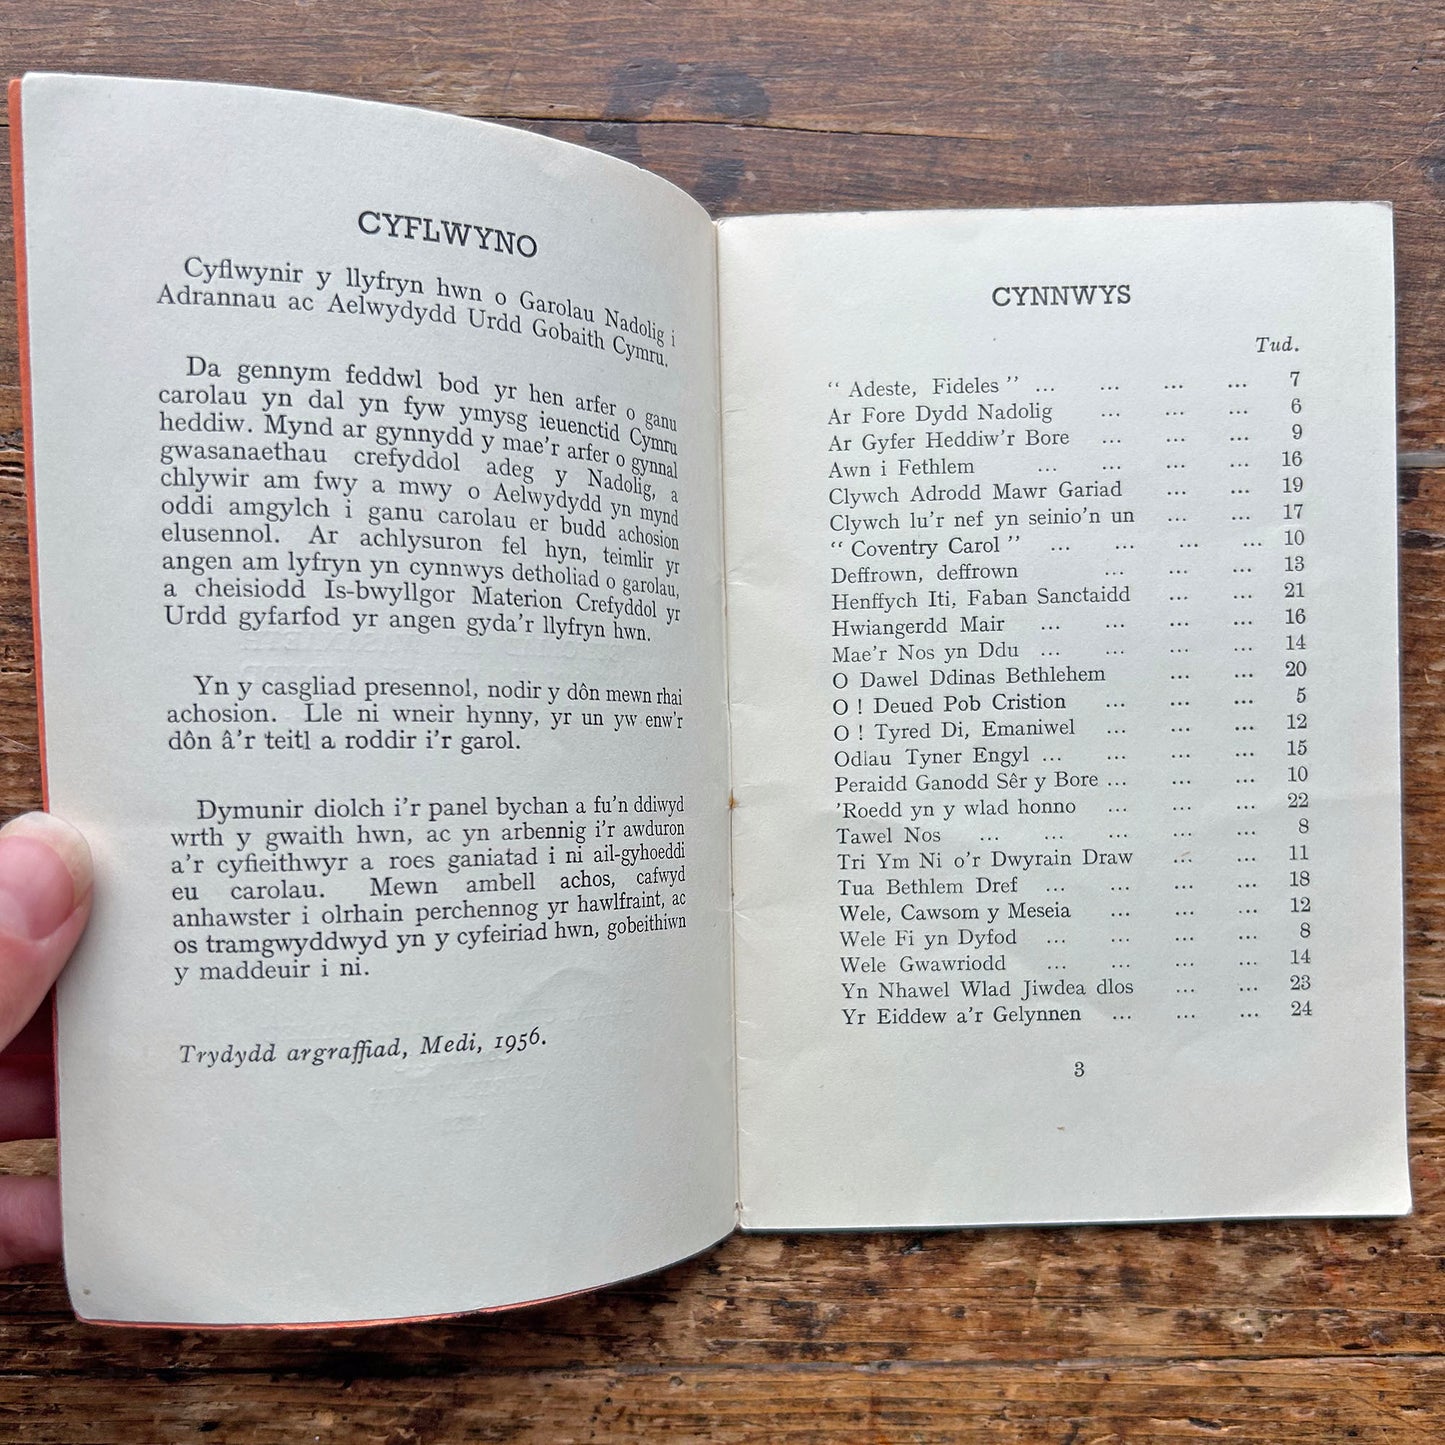 CYFLWYNO
Cyflwynir y llyfryn hwn o Garolau Nadolig i
Adrannau ac Aelwydydd Urdd Gobaith Cymru.
Da gennym feddwl bod yr hen arfer o ganu
carolau yn dal yn fyw ymysg ieuenctid Cymru
heddiw. Mynd ar gynnydd y mae'r arfer o gynnal
gwasanaethau crefyddol adeg y Nadolig, a
chlywir am fwy a mwy o Aelwydydd yn mynd
oddi amgylch i ganu carolau er budd achosion
elusennol. Ar achlysuron fel hyn, teimlir yr
angen am lyfryn yn cynnwys detholiad o garolau,
a cheisiodd Is-bwyllgor Materion Crefyddol yr
Urdd gyfarfod yr angen gyda'r llyfryn hwn.
Yn y casgliad presennol, nodir y dôn mewn rhai
achosion. Lle ni wneir hynny, yr un yw enw'r
dôn â'r teitl a roddir i'r garol.
Dymunir diolch i'r panel bychan a fu'n ddiwyd
wrth y gwaith hwn, ac yn arbennig i'r awduron
a'r cyfieithwyr a roes ganiatad i ni ail-gyhoeddi
eu carolau. Mewn ambell achos, cafwyd
anhawster i olrhain perchennog yr hawlfraint, ac
os tramgwyddwyd yn y cyfeiriad hwn, gobeithiwn
y maddeuir i ni.
Trydydd argraffiad, Medi, 1956.
CYNNWYS
Tud.
" Adeste, Fideles " ... ... ... ... 7
Ar Fore Dydd Nadolig ... ... ... 6
Ar Gyfer Heddiw'r Bore ... ... ... 9
Awn i Fethlem ... ... ... ... 16
Clywch Adrodd Mawr Gariad ... ... 19
Clywch lu'r nef yn seinio'n un ... ... 17
" Coventry Carol " ... ... ... ... 10
Deffrown, deffrown ... ... ... 13
Henffych Iti, Faban Sanctaidd ... ... 21
Hwiangerdd Mair ... ... ... ... 16
Mae'r Nos yn Ddu ... ... ... ... 14
O Dawel Ddinas Bethlehem ... ... 20
O ! Deued Pob Cristion ... ... ... 5
O ! Tyred Di, Emaniwel ... ... ... 12
Odiau Tyner Engyl ... ... ... ... 15
Peraidd Ganodd Sêr y Bore ... ... ... 10
'Roedd yn y wlad honno ... ... ... 22
Tawel Nos ... ... ... ... ... 8
Tri Ym Ni o'r Dwyrain Draw ... ... 11
Tua Bethlem Dref ... ... ... ... 18
Wele, Cawsom y Meseia ... ... ... 12
Wele Fi yn Dyfod ... ... ... ... 8
Wele Gwawriodd ... ... ... ... 14
Yn Nhawel Wlad Jiwdea dlos ... ... 23
Yr Eiddew a'r Gelynnen ... ... ... 24
3